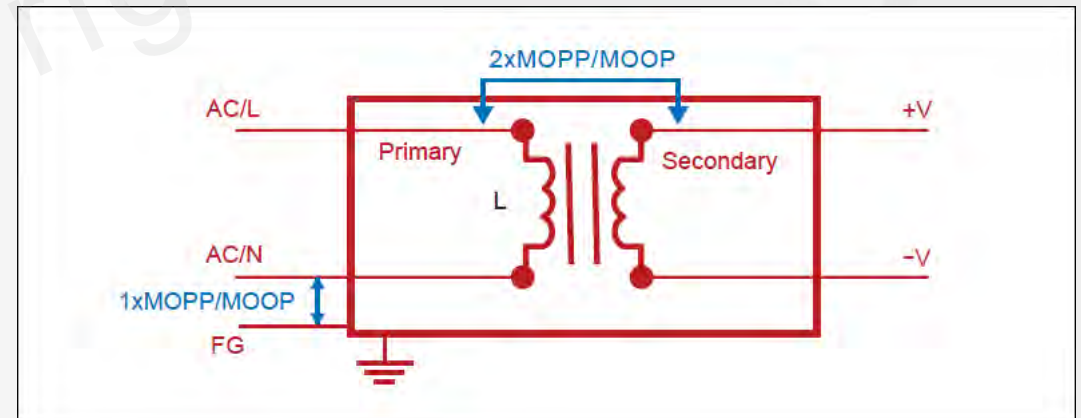 2xMOPP/MOOP
AC/L
+V
Primary
Secondary
L
AC/N
-V
1xMOPP/MOOP
FG